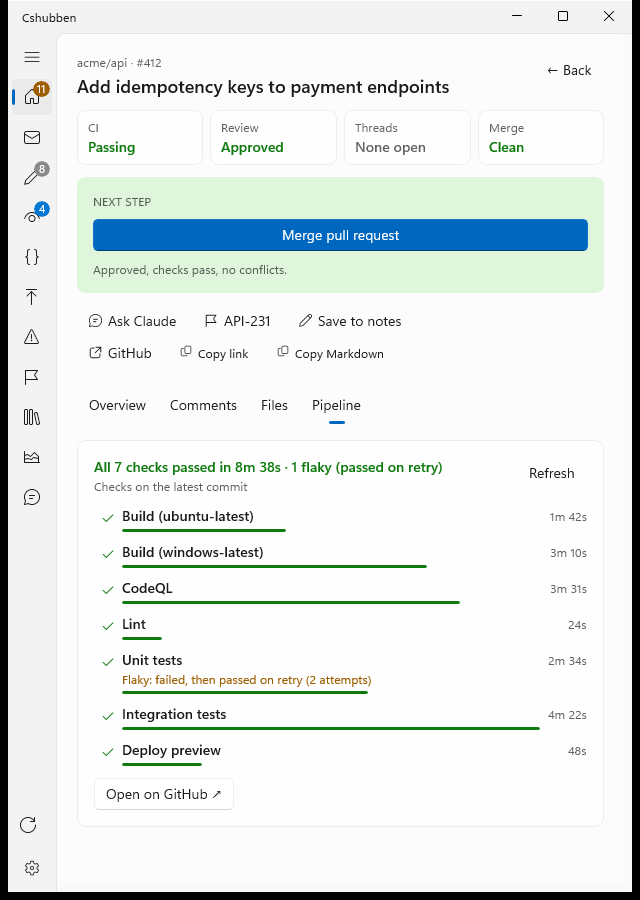 Cshubben
11
8
4
acme/api · #412
← Back
Add idempotency keys to payment endpoints
CI
Passing
Review
Approved
Threads
None open
Merge
Clean
NEXT STEP
Merge pull request
Approved, checks pass, no conflicts.
Ask Claude
API-231
Save to notes
GitHub
Copy link
Copy Markdown
Overview
Comments
Files
Pipeline
All 7 checks passed in 8m 38s · 1 flaky (passed on retry)
Checks on the latest commit
Refresh
Build (ubuntu-latest)
1m 42s
Build (windows-latest)
3m 10s
CodeQL
3m 31s
Lint
24s
Unit tests
2m 34s
Flaky: failed, then passed on retry (2 attempts)
Integration tests
4m 22s
Deploy preview
48s
Open on GitHub ↗